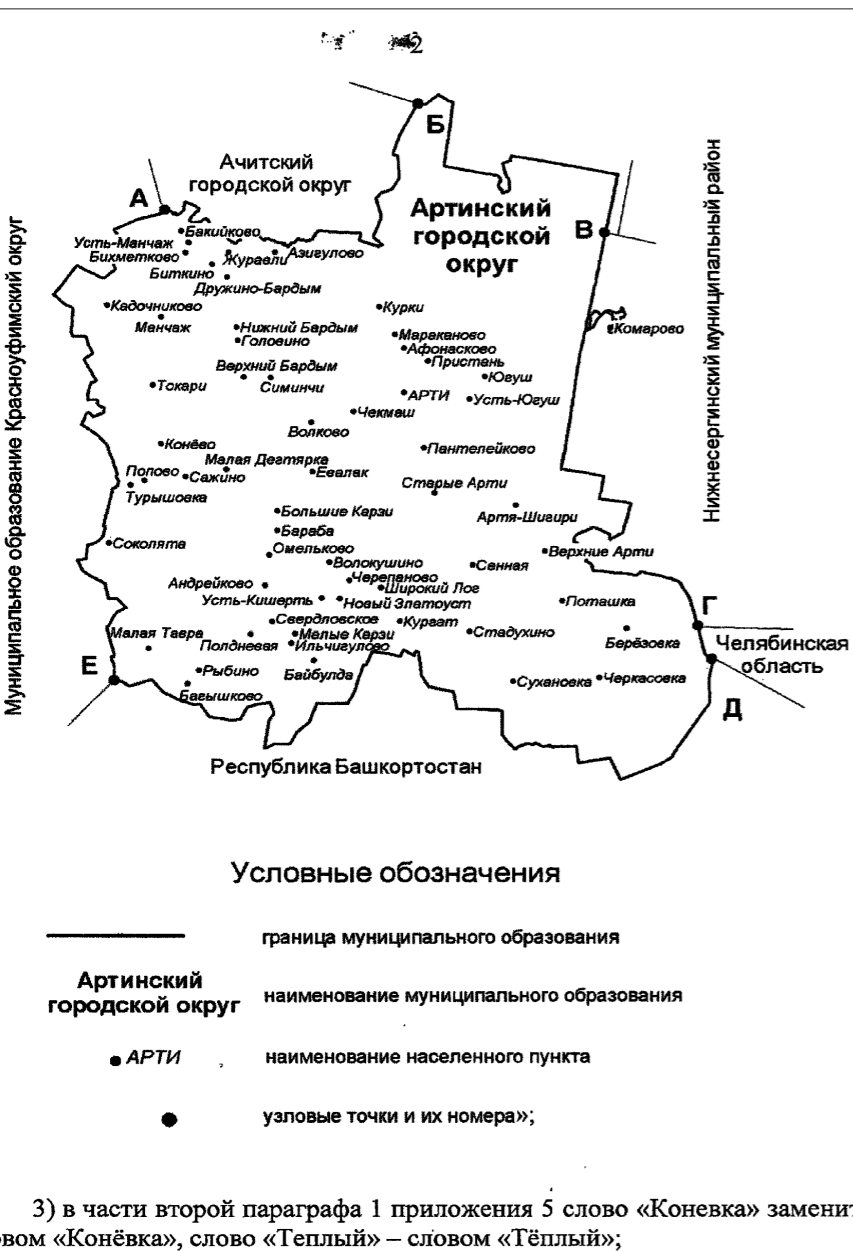 2
Б
Ачитский
городской округ
А
Артинский
городской
округ
В
Нижнесергинский муниципальный район
Муниципальное образование Красноуфимский округ
Бакийково
Усть-Манчаж
Бихметково
Журавли
Азигулово
Биткино
Дружино-Бардым
Кадочниково
Манчаж
Курки
Нижний Бардым
Головино
Мараканово
Афонасково
Пристань
Комарово
Верхний Бардым
Симинчи
Югуш
Токари
АРТИ
Усть-Югуш
Чекмаш
Волково
Конёво
Пантелейково
Малая Дегтярка
Попово
Сажино
Евалак
Турышовка
Старые Арти
Большие Карзи
Артя-Шигири
Бараба
Соколята
Омельково
Верхние Арти
Волокушино
Сенная
Черепаново
Андрейково
Широкий Лог
Усть-Кишерть
Новый Златоуст
Поташка
Г
Свердловское
Кургат
Малая Тавра
Полдневая
Малые Карзи
Стадухино
Ильчигулово
Берёзовка
Челябинская
область
Е
Рыбино
Байбулда
Багышково
Сухановка
Черкасовка
Д
Республика Башкортостан
Условные обозначения
граница муниципального образования
Артинский
городской округ
наименование муниципального образования
АРТИ
наименование населенного пункта
узловые точки и их номера»;
3) в части второй параграфа 1 приложения 5 слово «Коневка» заменит
овом «Конёвка», слово «Теплый» – словом «Тёплый»;